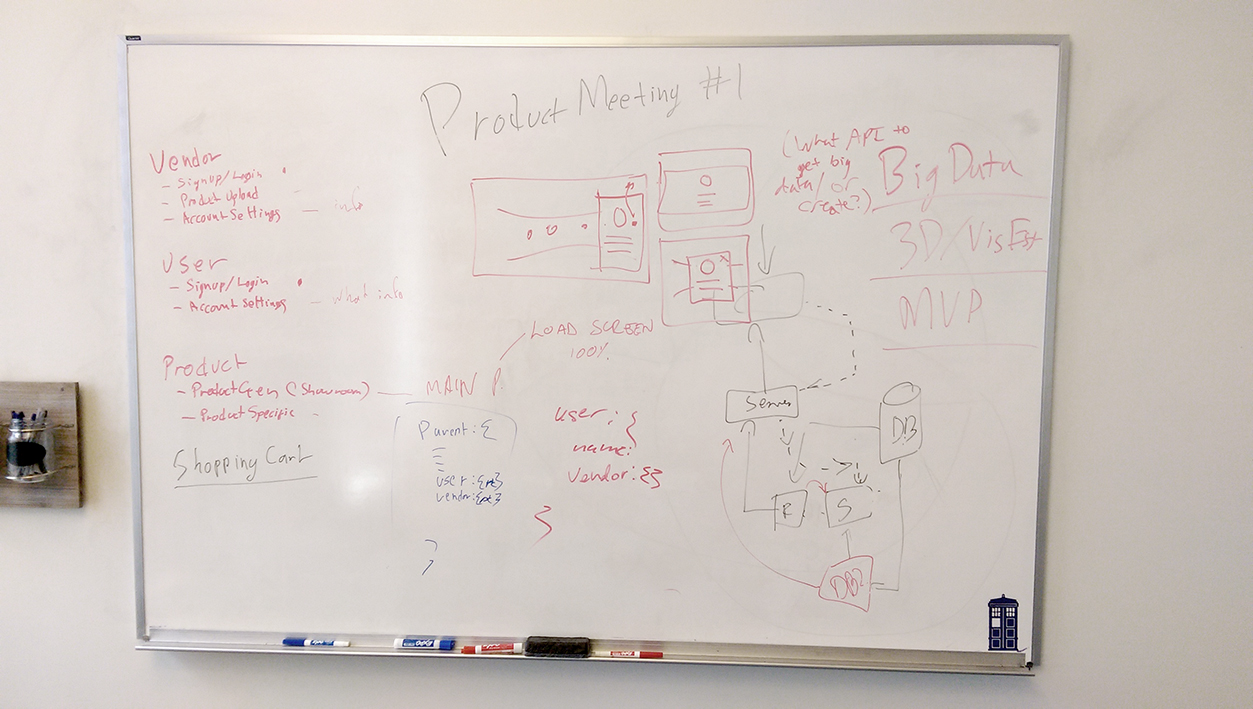 Product Meeting #1
Vendor
- Signup/Login
- Product Upload
- Account Settings — info
User
- Signup/Login
- Account Settings — what info
Product
- ProductGen (Showroom) — MAIN P.
- Product Specific -
Shopping Cart
LOAD SCREEN
100%
Parent: {
user: {
vendor: {
}
user: {
name:
Vendor: {}
}
(What API to
get big
data/ or
create?)
Big Data
3D/VisEst
MVP
Server
DB
R
S
DB2